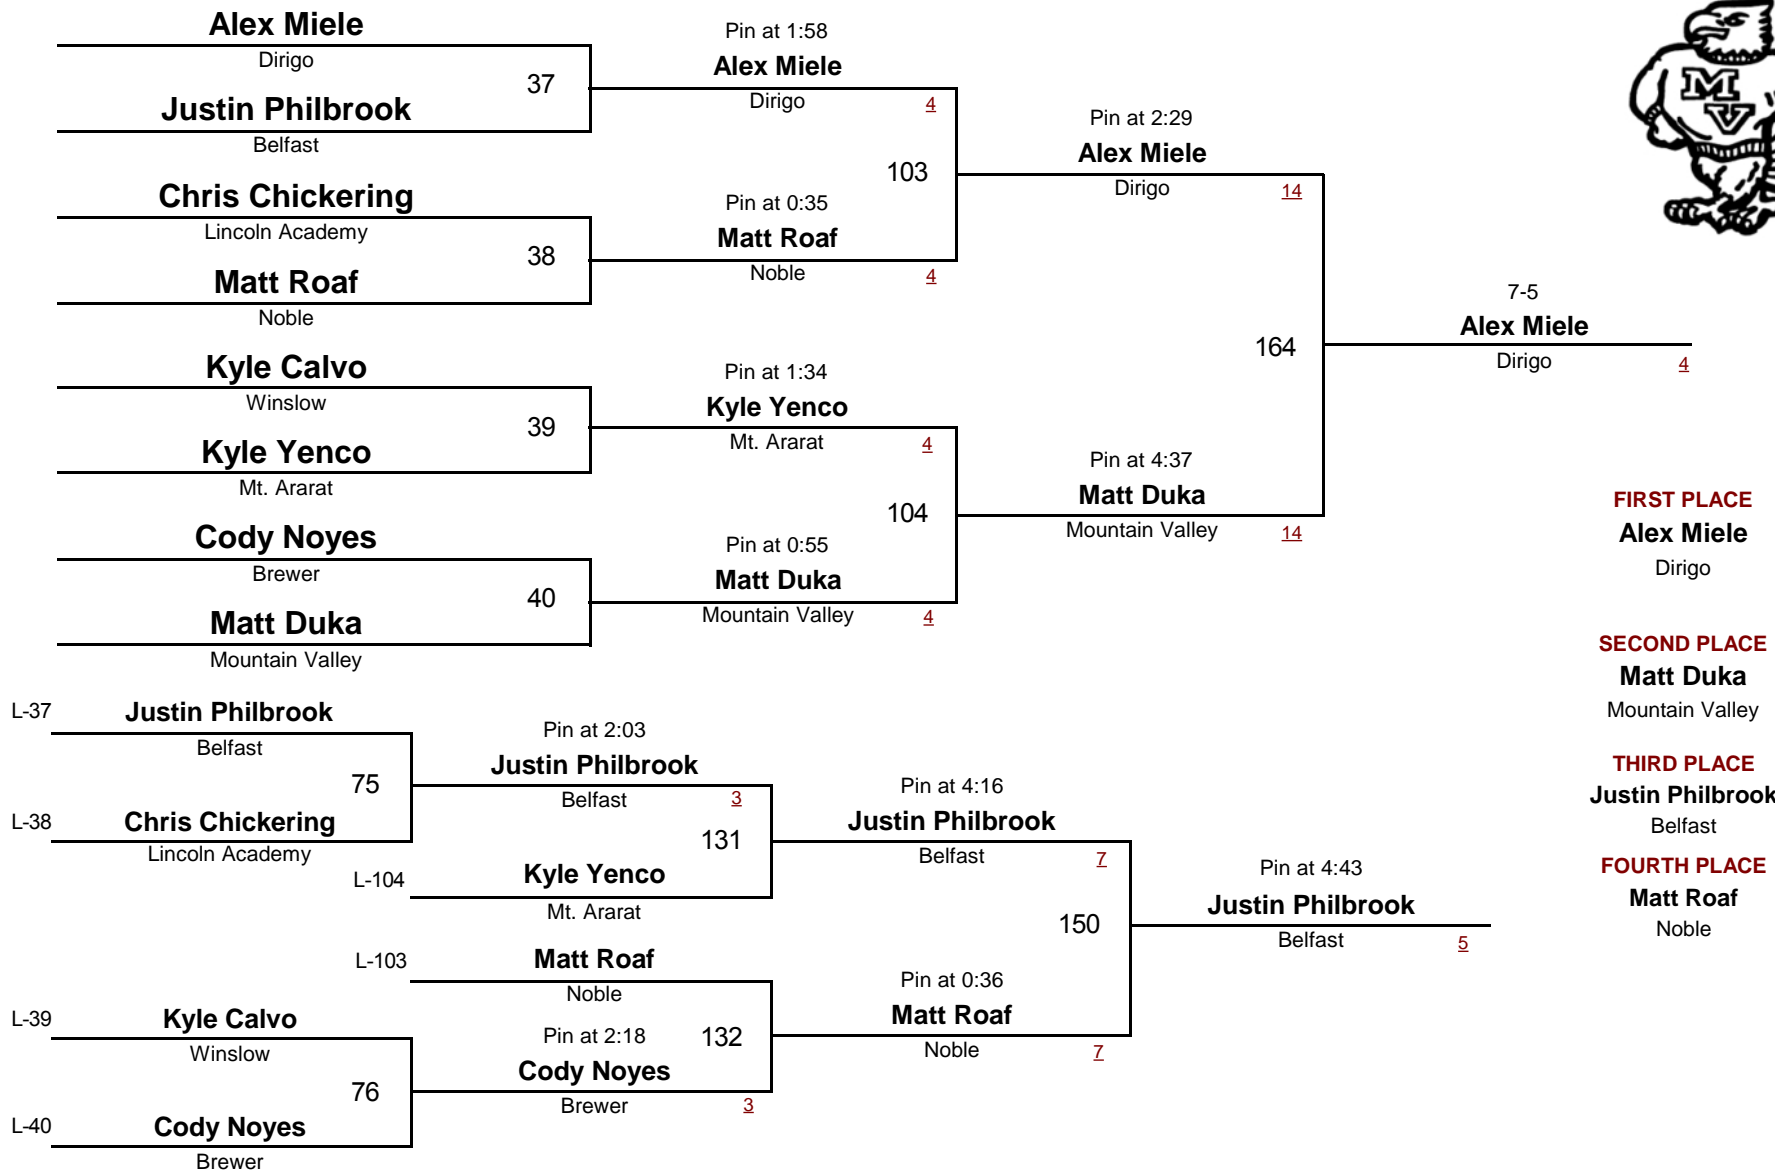 Alex Miele
Dirigo
37
Justin Philbrook
Belfast
Chris Chickering
Lincoln Academy
38
Matt Roaf
Noble
Kyle Calvo
Winslow
39
Kyle Yenco
Mt. Ararat
Cody Noyes
Brewer
40
Matt Duka
Mountain Valley
Pin at 1:58
Alex Miele
Dirigo
4
103
Pin at 0:35
Matt Roaf
Noble
4
Pin at 1:34
Kyle Yenco
Mt. Ararat
4
104
Pin at 0:55
Matt Duka
Mountain Valley
4
Pin at 2:29
Alex Miele
Dirigo
14
164
Pin at 4:37
Matt Duka
Mountain Valley
14
7-5
Alex Miele
Dirigo
4
M
V
FIRST PLACE
Alex Miele
Dirigo
SECOND PLACE
Matt Duka
Mountain Valley
THIRD PLACE
Justin Philbrook
Belfast
FOURTH PLACE
Matt Roaf
Noble
L-37
Justin Philbrook
Belfast
75
L-38
Chris Chickering
Lincoln Academy
L-39
Kyle Calvo
Winslow
76
L-40
Cody Noyes
Brewer
Pin at 2:03
Justin Philbrook
Belfast
3
131
L-104
Kyle Yenco
Mt. Ararat
L-103
Matt Roaf
Noble
132
Pin at 2:18
Cody Noyes
Brewer
3
Pin at 4:16
Justin Philbrook
Belfast
7
150
Pin at 0:36
Matt Roaf
Noble
7
Pin at 4:43
Justin Philbrook
Belfast
5